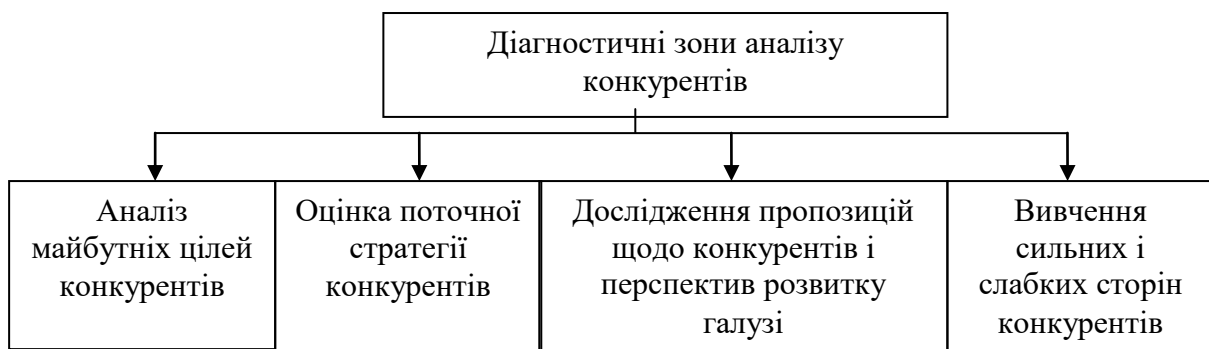 Діагностичні зони аналізу
конкурентів
Аналіз
майбутніх цілей
конкурентів
Оцінка поточної
стратегії
конкурентів
Дослідження пропозицій
щодо конкурентів і
перспектив розвитку
галузі
Вивчення
сильних і
слабких сторін
конкурентів